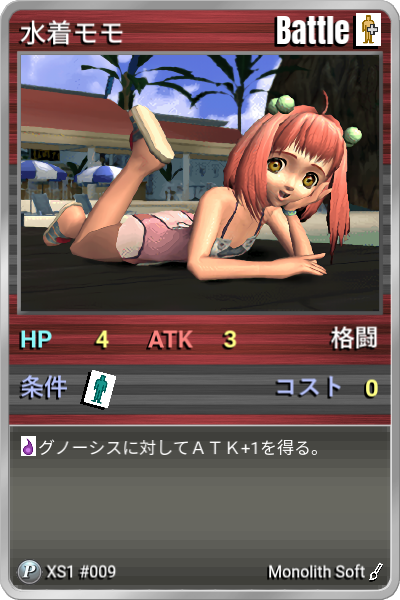 水着モモ Battle
HP 4 ATK 3 格闘
条件 コスト 0
グノーシスに対してＡＴＫ+1を得る。
P XS1 #009 Monolith Soft